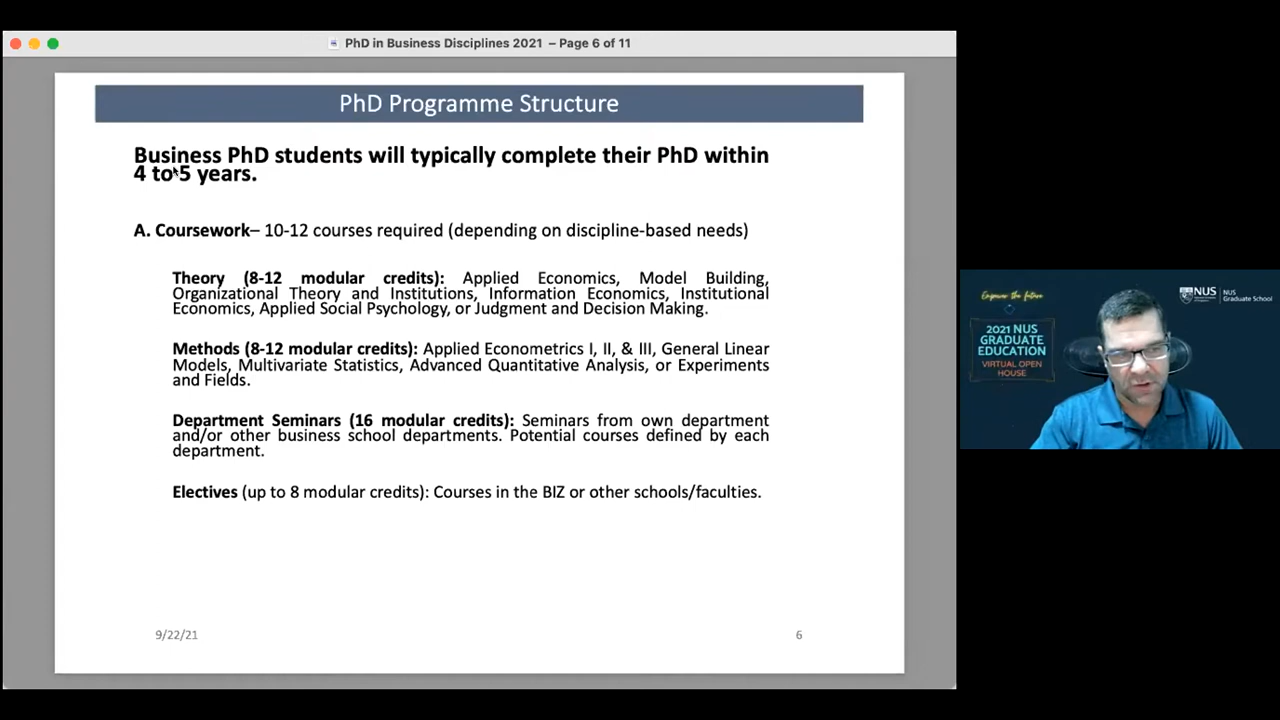 PhD in Business Disciplines 2021 – Page 6 of 11
PhD Programme Structure
Business PhD students will typically complete their PhD within
4 to 5 years.
A. Coursework– 10-12 courses required (depending on discipline-based needs)
Theory (8-12 modular credits): Applied Economics, Model Building,
Organizational Theory and Institutions, Information Economics, Institutional
Economics, Applied Social Psychology, or Judgment and Decision Making.
Methods (8-12 modular credits): Applied Econometrics I, II, & III, General Linear
Models, Multivariate Statistics, Advanced Quantitative Analysis, or Experiments
and Fields.
Department Seminars (16 modular credits): Seminars from own department
and/or other business school departments. Potential courses defined by each
department.
Electives (up to 8 modular credits): Courses in the BIZ or other schools/faculties.
9/22/21
6
Empower the future
NUS
NUS
Graduate School
2021 NUS
GRADUATE
EDUCATION
VIRTUAL OPEN
HOUSE